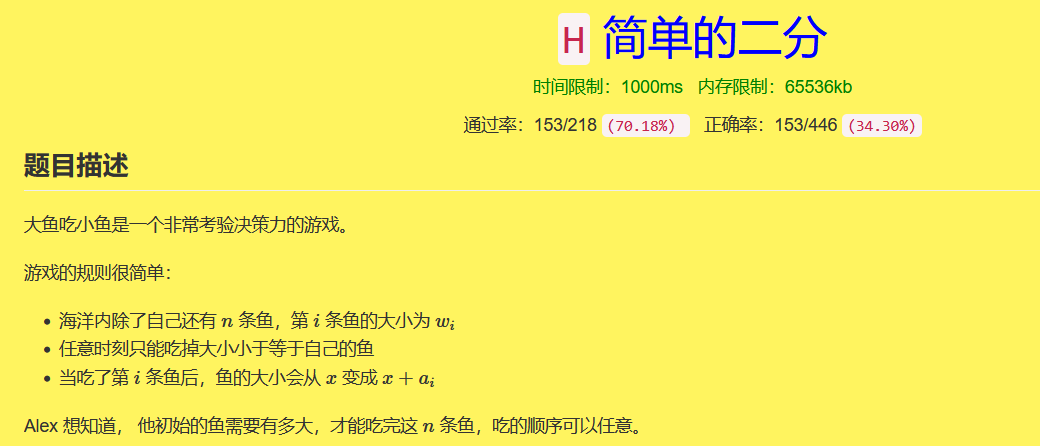 H 简单的二分
时间限制：1000ms 内存限制：65536kb
通过率：153/218 (70.18%) 正确率：153/446 (34.30%)
题目描述
大鱼吃小鱼是一个非常考验决策力的游戏。
游戏的规则很简单：
• 海洋内除了自己还有 n 条鱼，第 i 条鱼的大小为 wᵢ
• 任意时刻只能吃掉大小小于等于自己的鱼
• 当吃了第 i 条鱼后，鱼的大小会从 x 变成 x + aᵢ
Alex 想知道， 他初始的鱼需要有多大，才能吃完这 n 条鱼，吃的顺序可以任意。